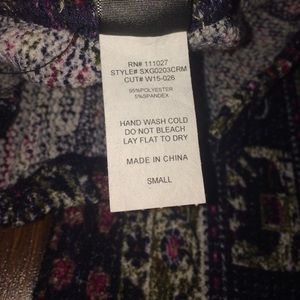 RN# 111027
STYLE# SXG0203CRM
CUT# W15-026
95%POLYESTER
5%SPANDEX
HAND WASH COLD
DO NOT BLEACH
LAY FLAT TO DRY
MADE IN CHINA
SMALL